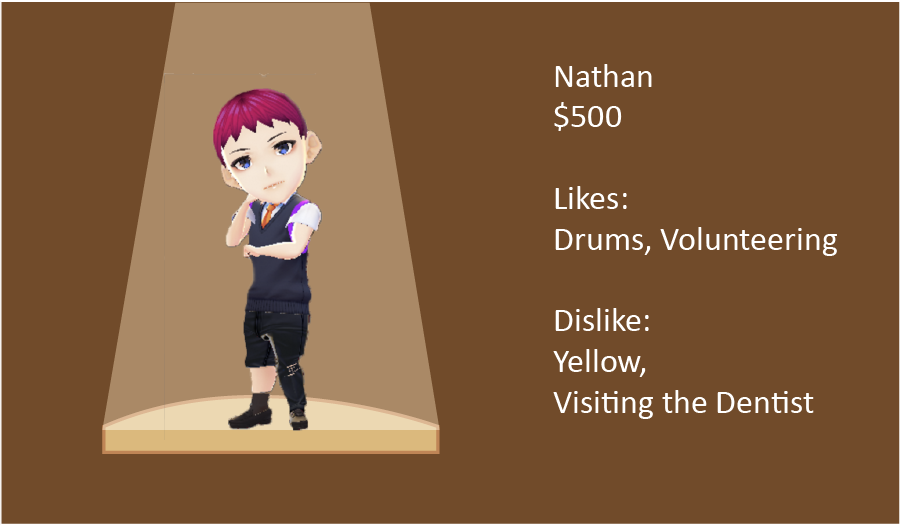 Nathan
$500
Likes:
Drums, Volunteering
Dislike:
Yellow,
Visiting the Dentist